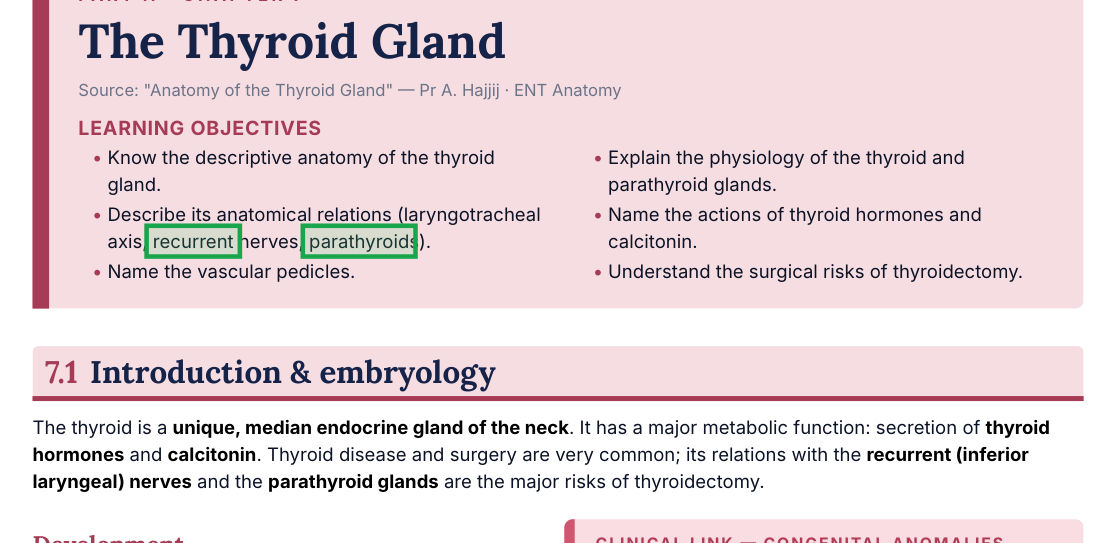 The Thyroid Gland
Source: "Anatomy of the Thyroid Gland" — Pr A. Hajjij · ENT Anatomy
LEARNING OBJECTIVES
• Know the descriptive anatomy of the thyroid
gland.
• Describe its anatomical relations (laryngotracheal
axis, recurrent nerves, parathyroids).
• Name the vascular pedicles.
• Explain the physiology of the thyroid and
parathyroid glands.
• Name the actions of thyroid hormones and
calcitonin.
• Understand the surgical risks of thyroidectomy.
7.1 Introduction & embryology
The thyroid is a unique, median endocrine gland of the neck. It has a major metabolic function: secretion of thyroid
hormones and calcitonin. Thyroid disease and surgery are very common; its relations with the recurrent (inferior
laryngeal) nerves and the parathyroid glands are the major risks of thyroidectomy.
Development
CLINICAL LINK — CONGENITAL ANOMALIES